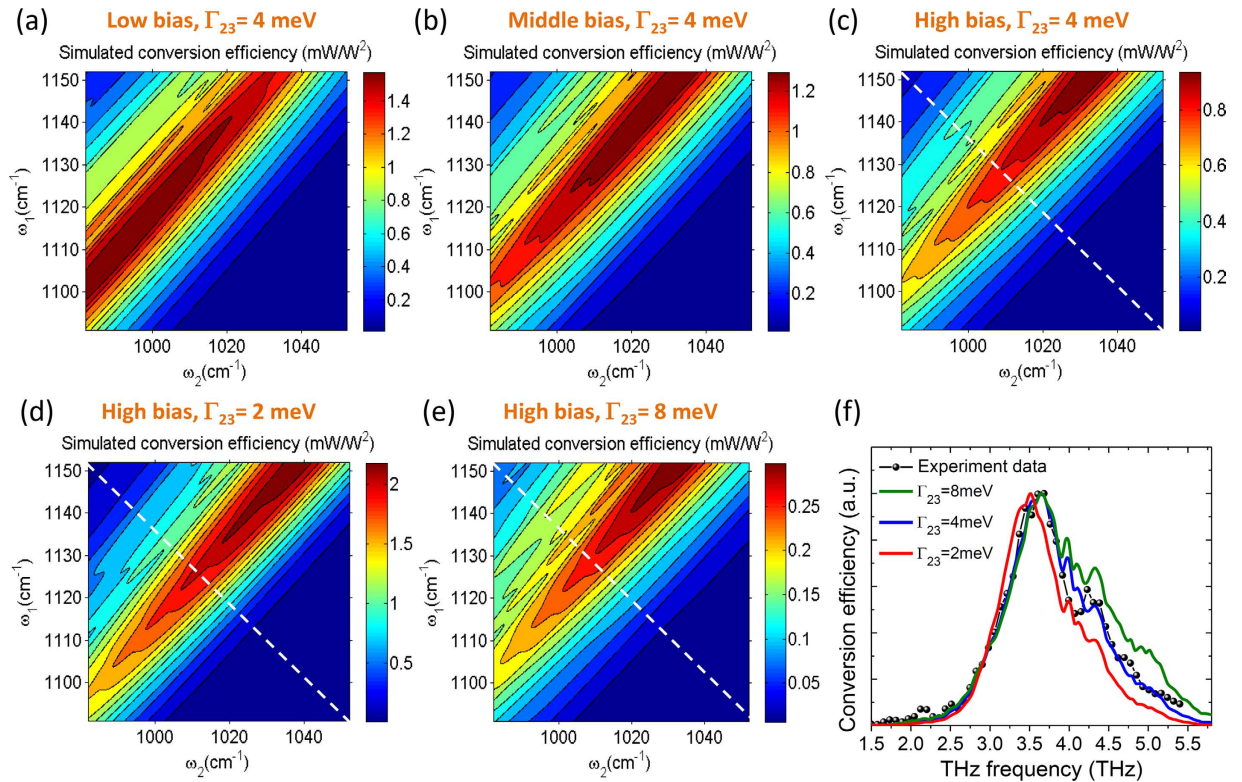 (a) Low bias, Γ23= 4 meV
Simulated conversion efficiency (mW/W²)
1150
1140
1130
1120
1110
1100
ω1(cm-1)
1000 1020 1040
ω2(cm-1)
1.4
1.2
1
0.8
0.6
0.4
0.2
(b) Middle bias, Γ23= 4 meV
Simulated conversion efficiency (mW/W²)
1150
1140
1130
1120
1110
1100
ω1(cm-1)
1000 1020 1040
ω2(cm-1)
1.2
1
0.8
0.6
0.4
0.2
(c) High bias, Γ23= 4 meV
Simulated conversion efficiency (mW/W²)
1150
1140
1130
1120
1110
1100
ω1(cm-1)
1000 1020 1040
ω2(cm-1)
0.8
0.6
0.4
0.2
(d) High bias, Γ23= 2 meV
Simulated conversion efficiency (mW/W²)
1150
1140
1130
1120
1110
1100
ω1(cm-1)
1000 1020 1040
ω2(cm-1)
2
1.5
1
0.5
(e) High bias, Γ23= 8 meV
Simulated conversion efficiency (mW/W²)
1150
1140
1130
1120
1110
1100
ω1(cm-1)
1000 1020 1040
ω2(cm-1)
0.25
0.2
0.15
0.1
0.05
(f)
Experiment data
Γ23=8meV
Γ23=4meV
Γ23=2meV
Conversion efficiency (a.u.)
1.5 2.0 2.5 3.0 3.5 4.0 4.5 5.0 5.5
THz frequency (THz)